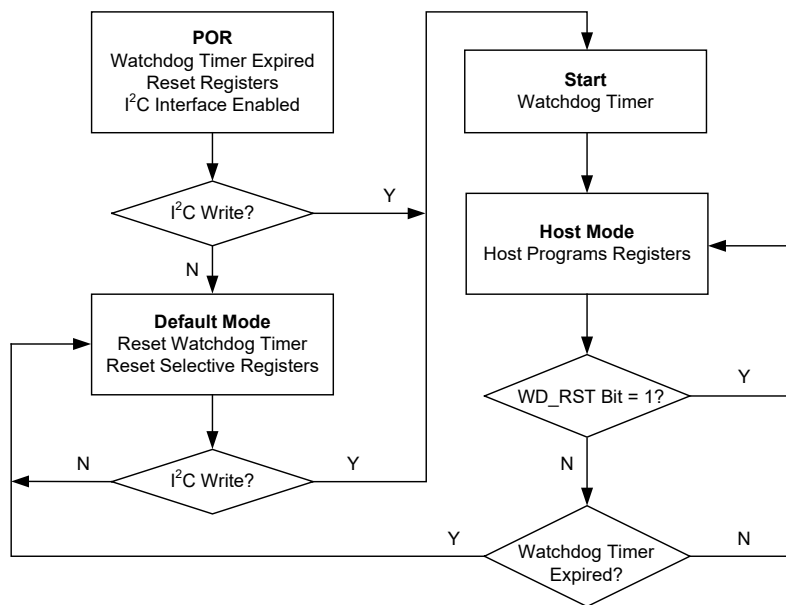 POR
Watchdog Timer Expired
Reset Registers
I²C Interface Enabled
I²C Write?
Y
N
Default Mode
Reset Watchdog Timer
Reset Selective Registers
I²C Write?
N
Y
Start
Watchdog Timer
Host Mode
Host Programs Registers
WD_RST Bit = 1?
Y
N
Watchdog Timer
Expired?
Y
N